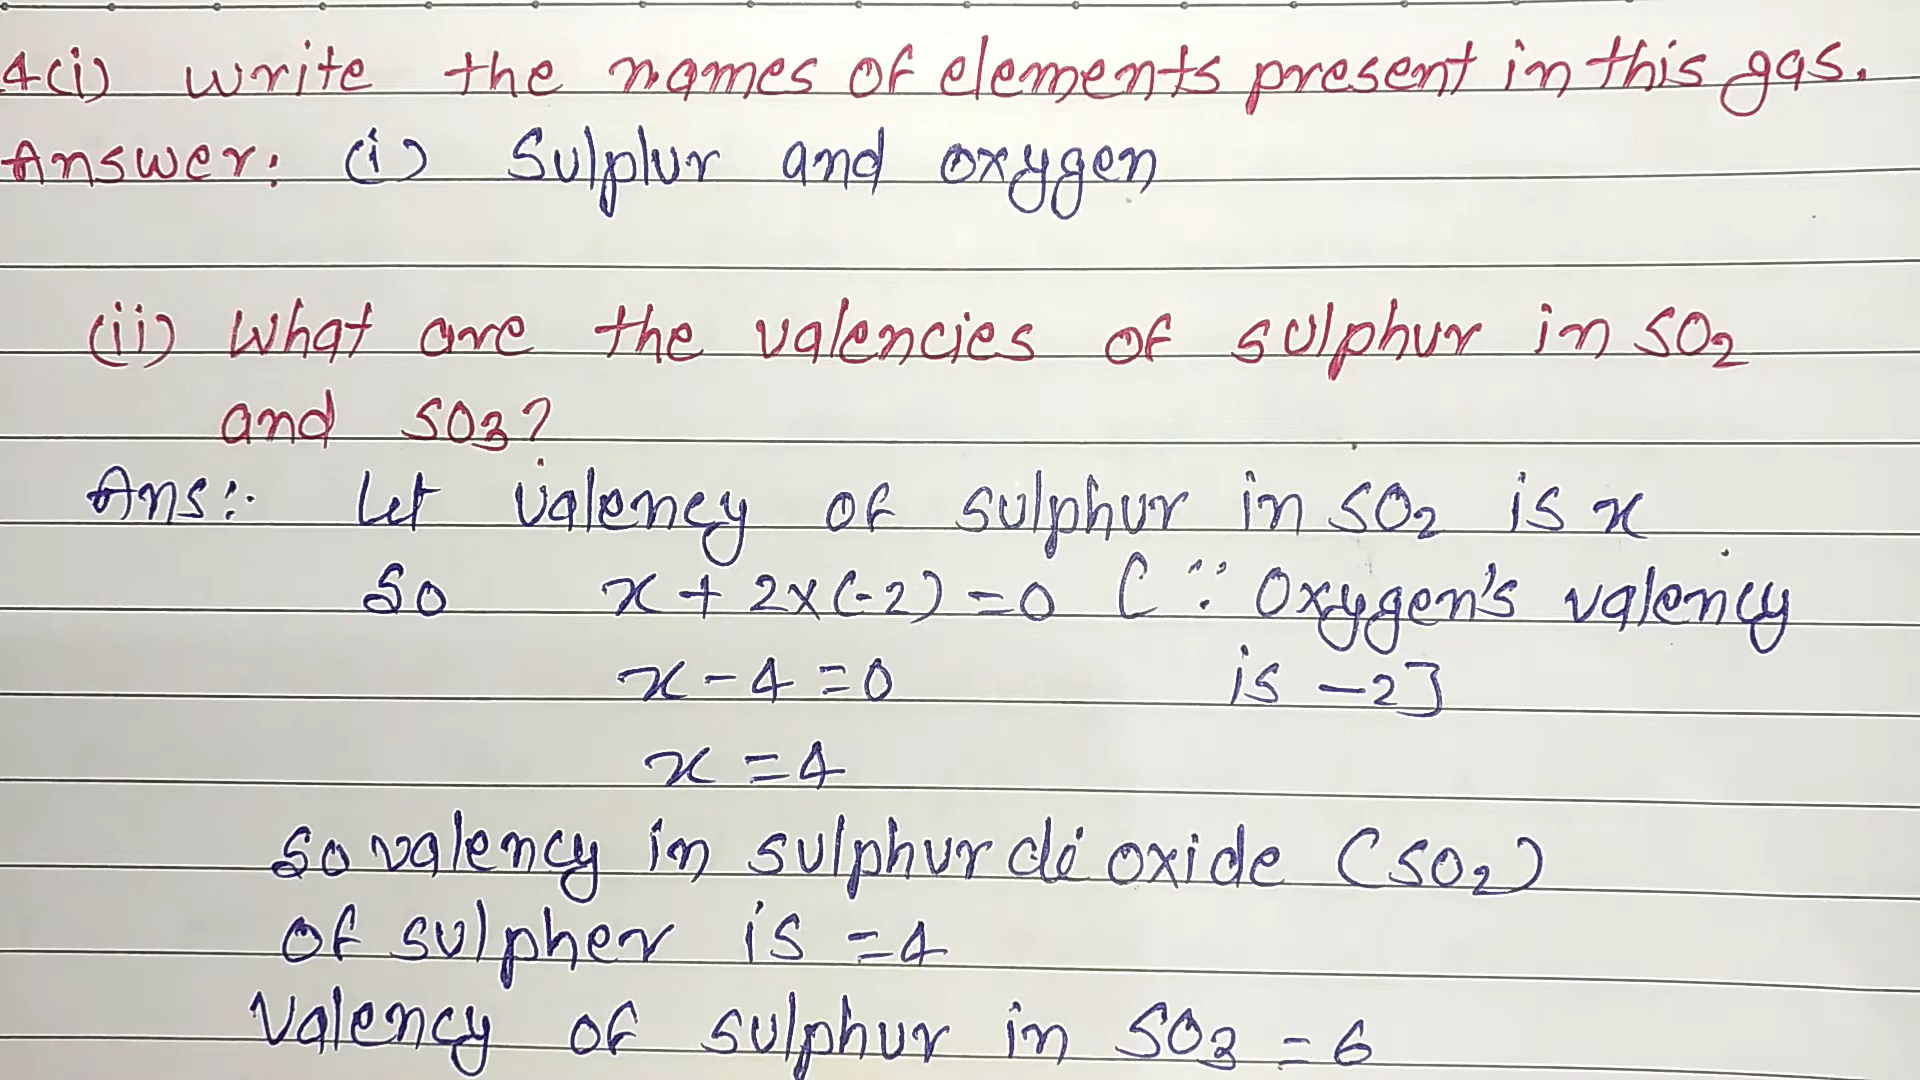 4(i) write the names of elements present in this gas.
Answer: (i) Sulplur and oxygen
(ii) What are the valencies of sulphur in SO2
and SO3?
Ans:- Let valency of sulphur in SO2 is x
So x + 2x(-2) = 0 [∵ Oxygen's valency
x - 4 = 0 is -2]
x = 4
So valency in sulphur di oxide (SO2)
of sulpher is = 4
Valency of sulphur in SO3 = 6